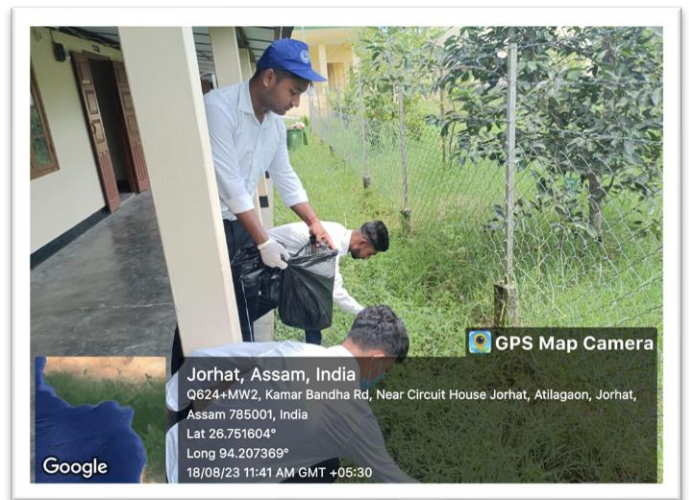 GPS Map Camera
Jorhat, Assam, India
Q624+MW2, Kamar Bandha Rd, Near Circuit House Jorhat, Atilagaon, Jorhat,
Assam 785001, India
Lat 26.751604°
Long 94.207369°
18/08/23 11:41 AM GMT +05:30
Google